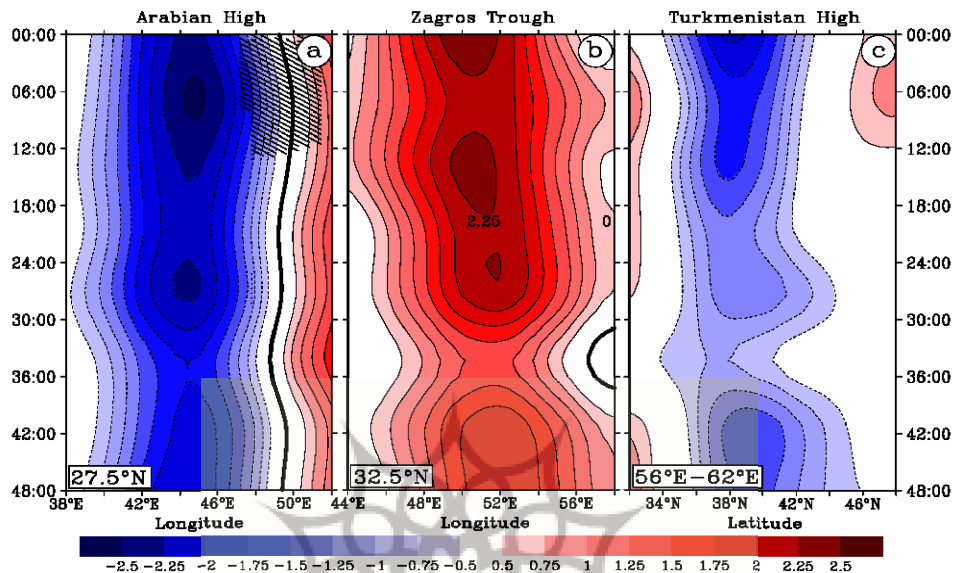 Arabian High Zagros Trough Turkmenistan High
a b c
00:00 00:00
06:00 06:00
12:00 12:00
18:00 2.25 0 18:00
24:00 24:00
30:00 30:00
36:00 36:00
42:00 42:00
48:00 27.5°N 32.5°N 56°E−62°E 48:00
38°E 42°E 46°E 50°E 44°E 48°E 52°E 56°E 34°N 38°N 42°N 46°N
Longitude Longitude Latitude
-2.5 -2.25 -2 -1.75 -1.5 -1.25 -1 -0.75 -0.5 0.5 0.75 1 1.25 1.5 1.75 2 2.25 2.5